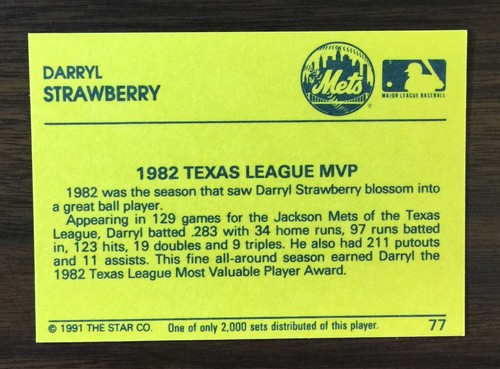 DARRYL
STRAWBERRY
Mets
®
MAJOR LEAGUE BASEBALL
1982 TEXAS LEAGUE MVP
1982 was the season that saw Darryl Strawberry blossom into
a great ball player.
Appearing in 129 games for the Jackson Mets of the Texas
League, Darryl batted .283 with 34 home runs, 97 runs batted
in, 123 hits, 19 doubles and 9 triples. He also had 211 putouts
and 11 assists. This fine all-around season earned Darryl the
1982 Texas League Most Valuable Player Award.
© 1991 THE STAR CO. One of only 2,000 sets distributed of this player. 77